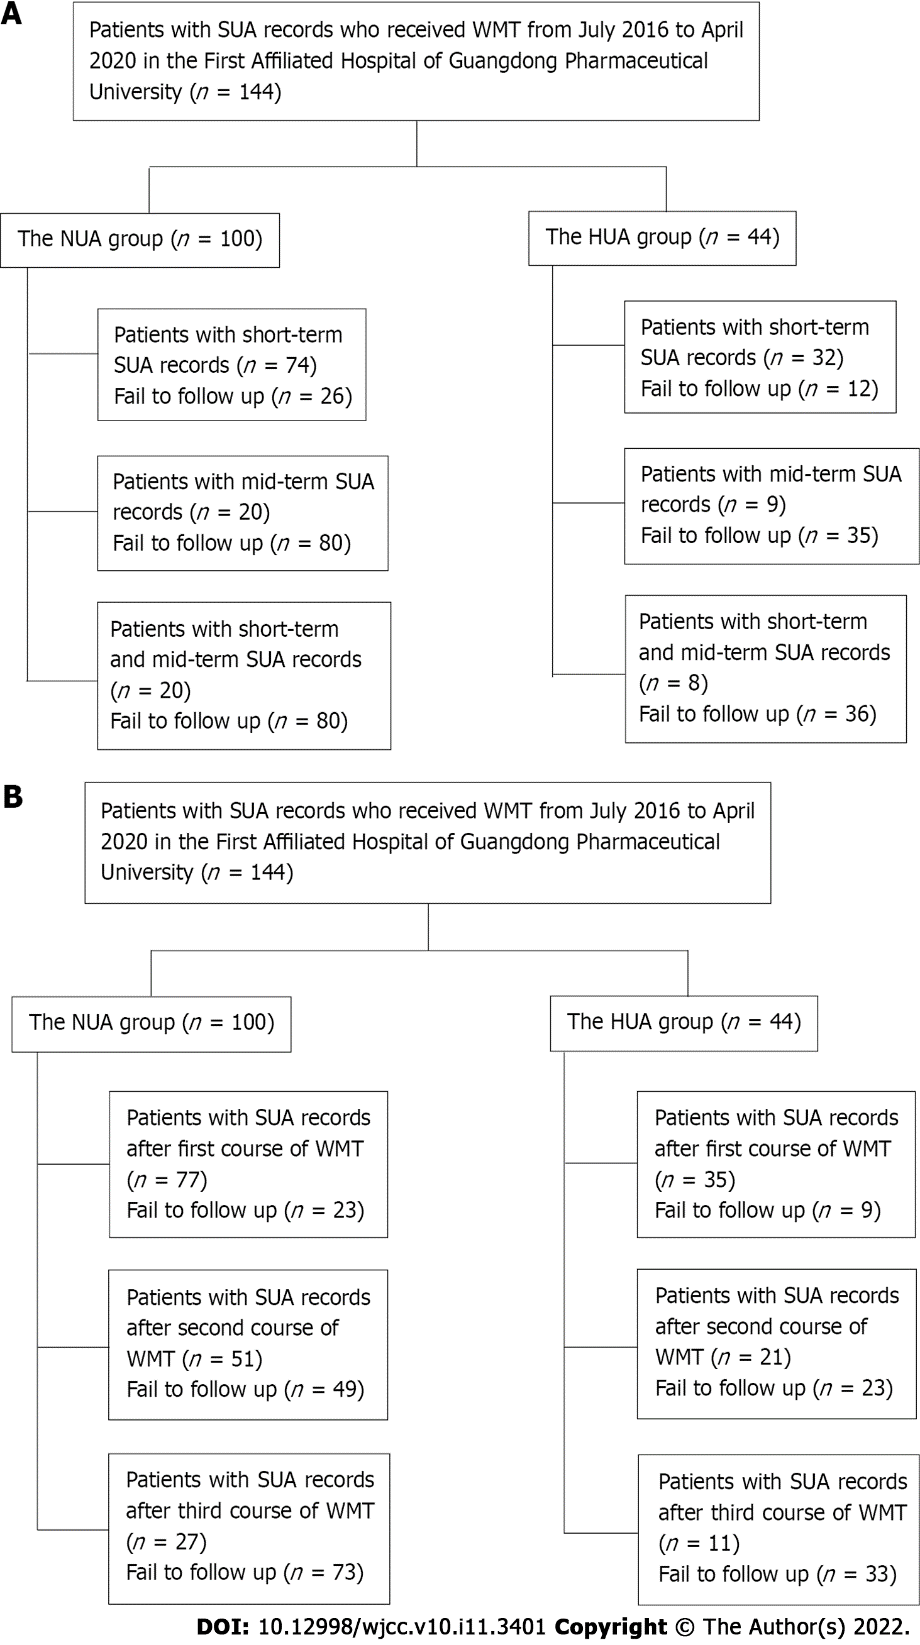 A
Patients with SUA records who received WMT from July 2016 to April
2020 in the First Affiliated Hospital of Guangdong Pharmaceutical
University (n = 144)
The NUA group (n = 100)
The HUA group (n = 44)
Patients with short-term
SUA records (n = 74)
Fail to follow up (n = 26)
Patients with mid-term SUA
records (n = 20)
Fail to follow up (n = 80)
Patients with short-term
and mid-term SUA records
(n = 20)
Fail to follow up (n = 80)
Patients with short-term
SUA records (n = 32)
Fail to follow up (n = 12)
Patients with mid-term SUA
records (n = 9)
Fail to follow up (n = 35)
Patients with short-term
and mid-term SUA records
(n = 8)
Fail to follow up (n = 36)
B
Patients with SUA records who received WMT from July 2016 to April
2020 in the First Affiliated Hospital of Guangdong Pharmaceutical
University (n = 144)
The NUA group (n = 100)
The HUA group (n = 44)
Patients with SUA records
after first course of WMT
(n = 77)
Fail to follow up (n = 23)
Patients with SUA records
after second course of
WMT (n = 51)
Fail to follow up (n = 49)
Patients with SUA records
after third course of WMT
(n = 27)
Fail to follow up (n = 73)
Patients with SUA records
after first course of WMT
(n = 35)
Fail to follow up (n = 9)
Patients with SUA records
after second course of
WMT (n = 21)
Fail to follow up (n = 23)
Patients with SUA records
after third course of WMT
(n = 11)
Fail to follow up (n = 33)
DOI: 10.12998/wjcc.v10.i11.3401 Copyright © The Author(s) 2022.